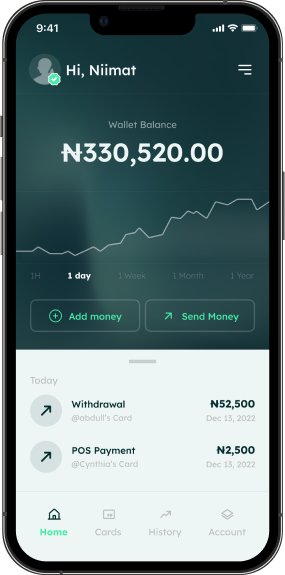 9:41
Hi, Niimat
Wallet Balance
₦330,520.00
1H 1 day 1 Week 1 Month 1 Year
Add money Send Money
Today
Withdrawal ₦52,500
@abdull's Card Dec 13, 2022
POS Payment ₦2,500
@Cynthia's Card Dec 13, 2022
Home Cards History Account